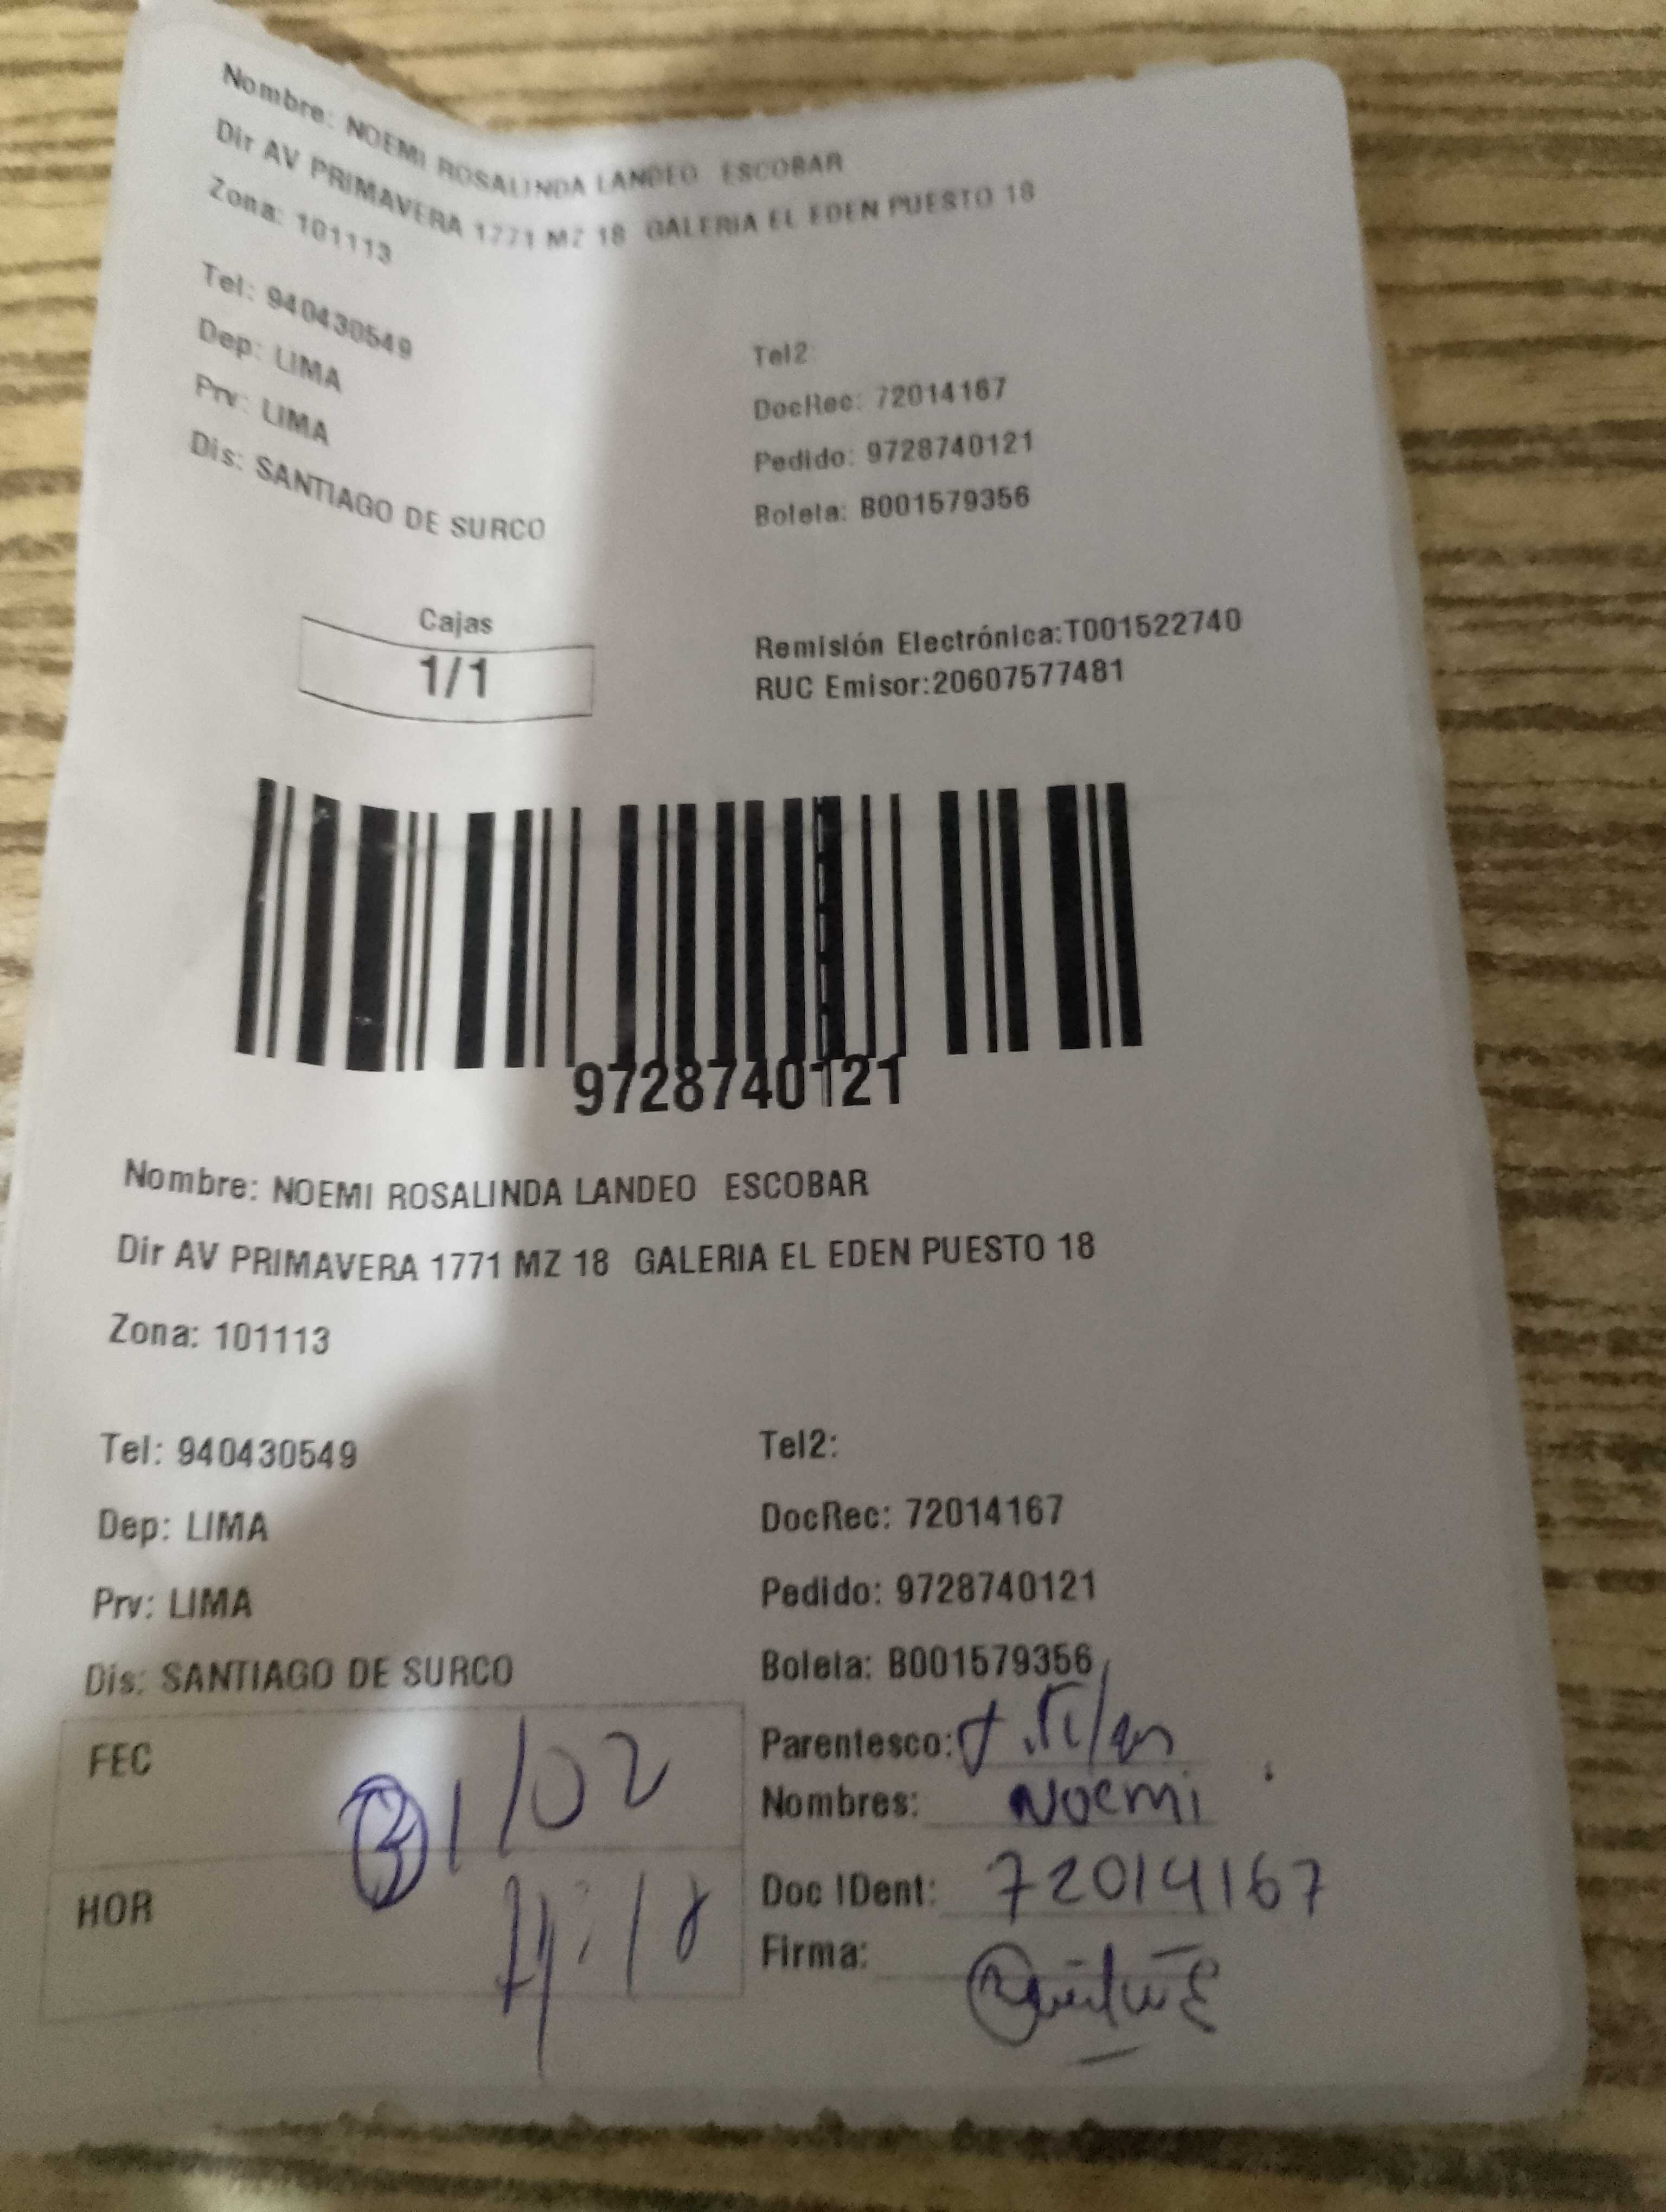 Nombre: NOEMI ROSALINDA LANDEO ESCOBAR
Dir AV PRIMAVERA 1771 MZ 18 GALERIA EL EDEN PUESTO 18
Zona: 101113
Tel: 940430549
Tel2:
Dep: LIMA
DocRec: 72014167
Prv: LIMA
Pedido: 9728740121
Dis: SANTIAGO DE SURCO
Boleta: B001579356
Cajas
1/1
Remisión Electrónica:T001522740
RUC Emisor:20607577481
9728740121
Nombre: NOEMI ROSALINDA LANDEO ESCOBAR
Dir AV PRIMAVERA 1771 MZ 18 GALERIA EL EDEN PUESTO 18
Zona: 101113
Tel: 940430549
Tel2:
Dep: LIMA
DocRec: 72014167
Prv: LIMA
Pedido: 9728740121
Dis: SANTIAGO DE SURCO
Boleta: B001579356
FEC
Parentesco:
Nombres: Noemi
HOR
Doc IDent: 72014167
Firma: